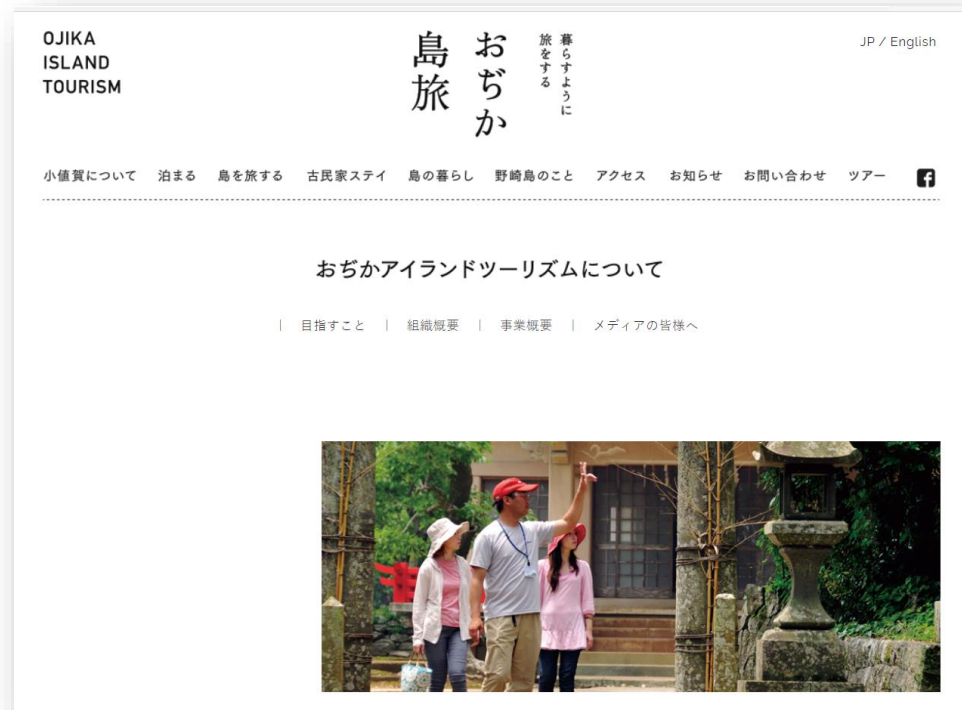 OJIKA
ISLAND
TOURISM
暮らすように
旅をする
おぢか
島旅
JP / English
小値賀について 泊まる 島を旅する 古民家ステイ 島の暮らし 野崎島のこと アクセス お知らせ お問い合わせ ツアー
おぢかアイランドツーリズムについて
| 目指すこと | 組織概要 | 事業概要 | メディアの皆様へ